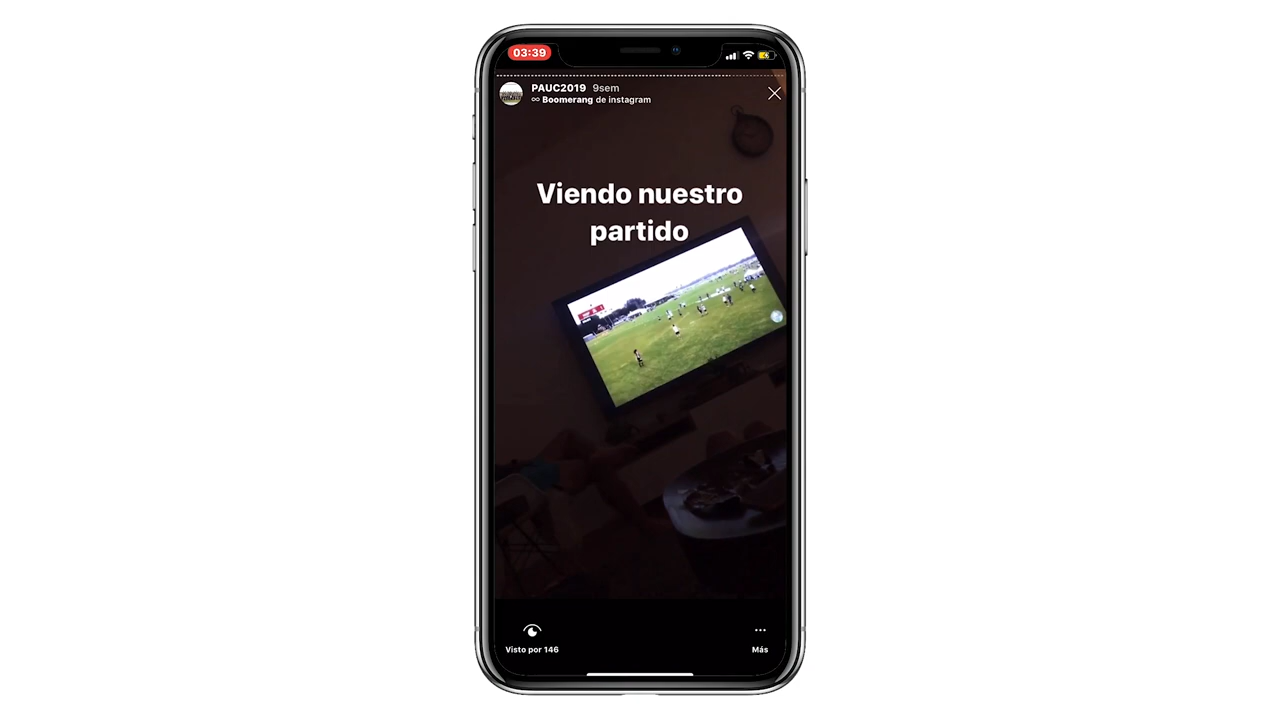 03:39
PAUC2019 9sem
∞ Boomerang de instagram
Viendo nuestro
partido
Visto por 146
Más